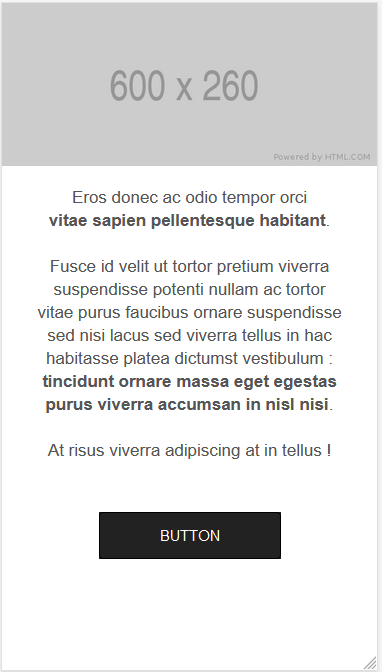 600 x 260
Powered by HTML.COM
Eros donec ac odio tempor orci
vitae sapien pellentesque habitant.
Fusce id velit ut tortor pretium viverra
suspendisse potenti nullam ac tortor
vitae purus faucibus ornare suspendisse
sed nisi lacus sed viverra tellus in hac
habitasse platea dictumst vestibulum :
tincidunt ornare massa eget egestas
purus viverra accumsan in nisl nisi.
At risus viverra adipiscing at in tellus !
BUTTON